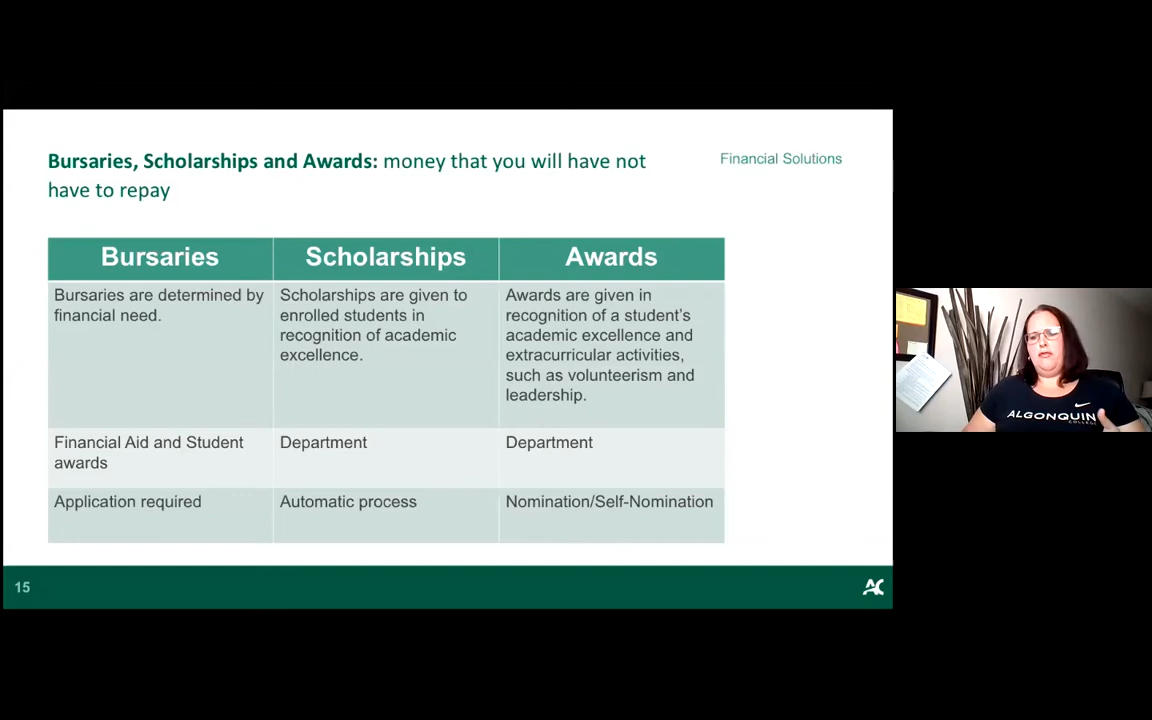 Bursaries, Scholarships and Awards: money that you will have not
have to repay
Financial Solutions
Bursaries
Scholarships
Awards
Bursaries are determined by
financial need.
Scholarships are given to
enrolled students in
recognition of academic
excellence.
Awards are given in
recognition of a student's
academic excellence and
extracurricular activities,
such as volunteerism and
leadership.
Financial Aid and Student
awards
Department
Department
Application required
Automatic process
Nomination/Self-Nomination
15
AC
ALGONQUIN
COLLEGE